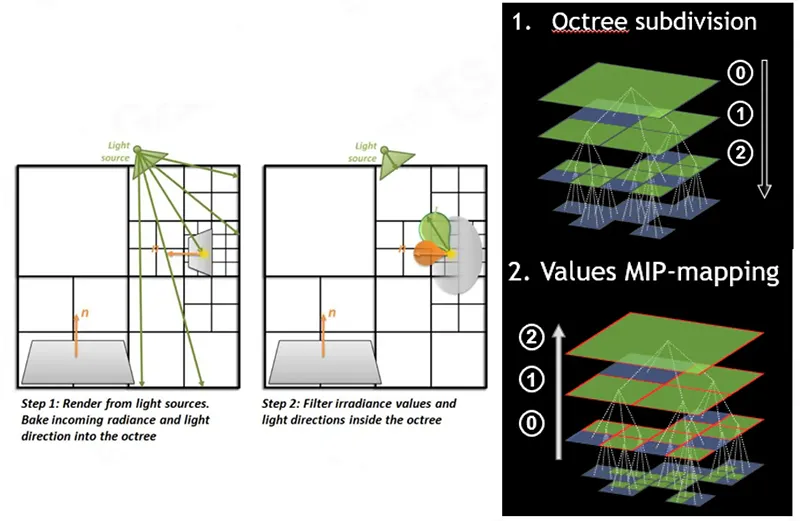 Light
source
n
n
Step 1: Render from light sources.
Bake incoming radiance and light
direction into the octree
Light
source
n
Step 2: Filter irradiance values and
light directions inside the octree
1. Octree subdivision
0
1
2
2. Values MIP-mapping
2
1
0